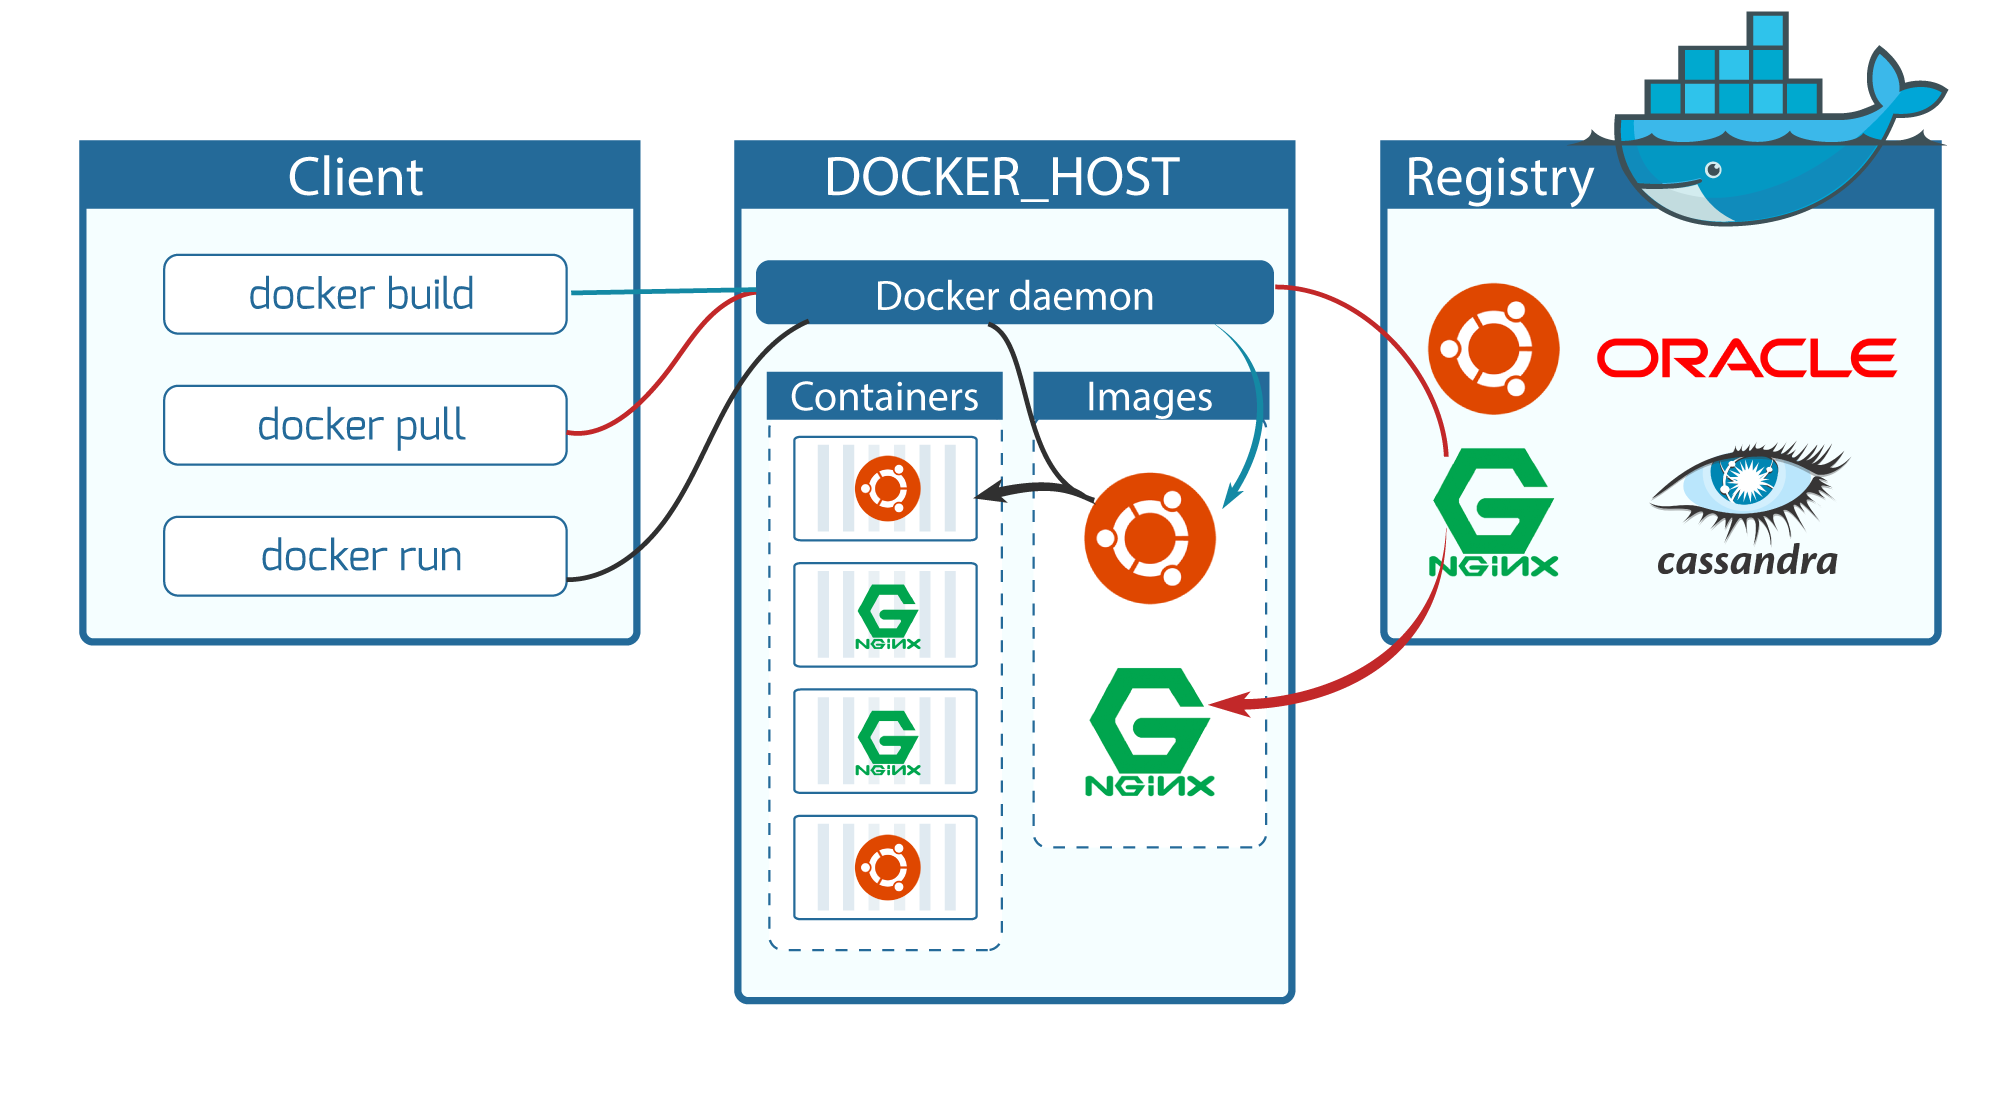 Client
docker build
docker pull
docker run
DOCKER_HOST
Docker daemon
Containers
NGiNX
NGiNX
Images
NGiNX
Registry
ORACLE
NGiNX
cassandra